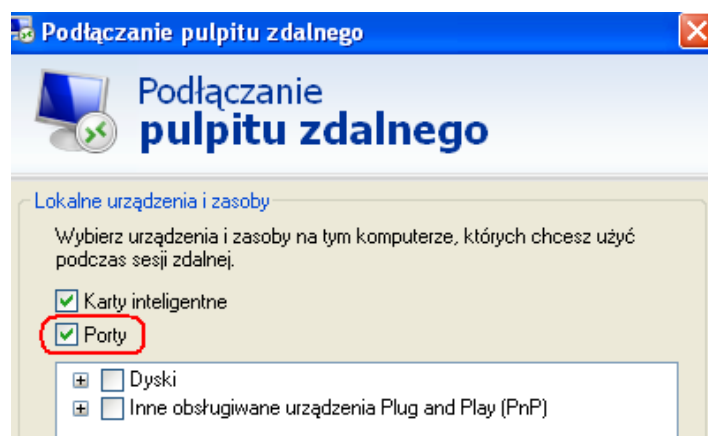 Podłączanie pulpitu zdalnego
Podłączanie
pulpitu zdalnego
Lokalne urządzenia i zasoby
Wybierz urządzenia i zasoby na tym komputerze, których chcesz użyć
podczas sesji zdalnej.
Karty inteligentne
Porty
Dyski
Inne obsługiwane urządzenia Plug and Play (PnP)